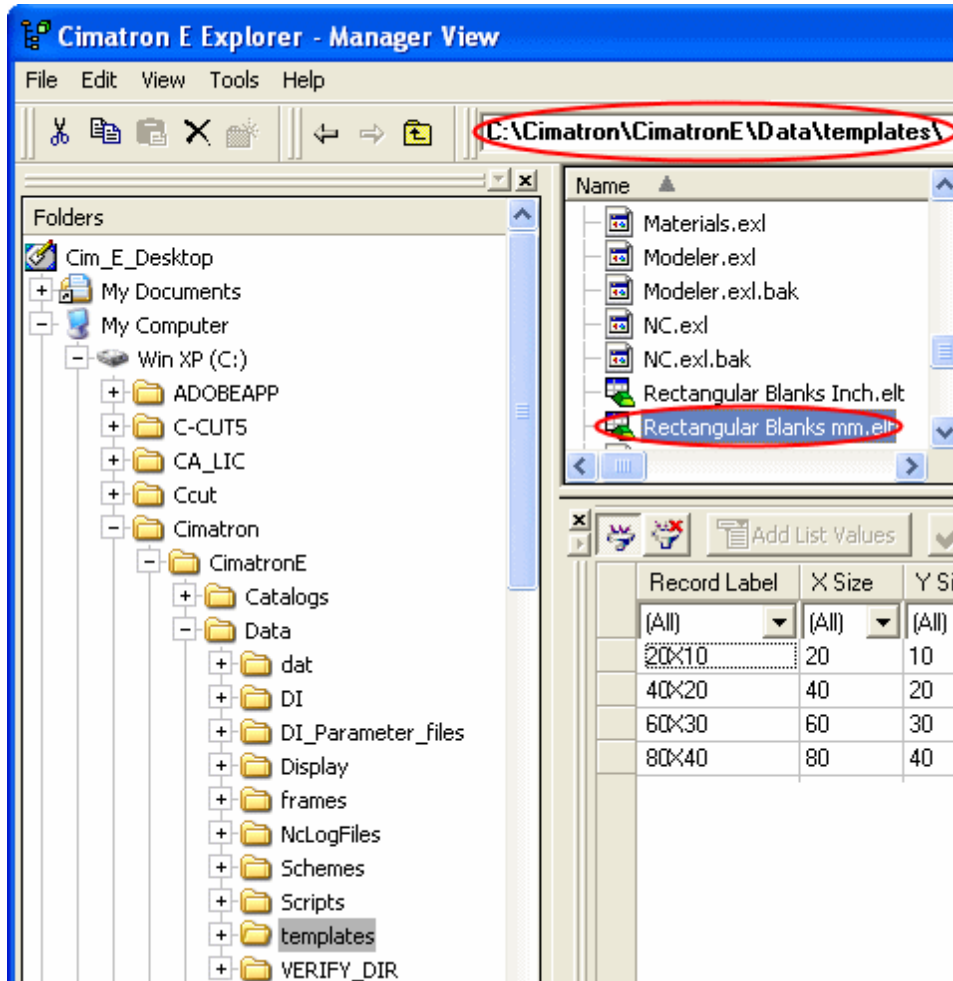 Cimatron E Explorer - Manager View
File Edit View Tools Help
C:\Cimatron\CimatronE\Data\templates\
Folders
Cim_E_Desktop
My Documents
My Computer
Win XP (C:)
ADOBEAPP
C-CUT5
CA_LIC
Ccut
Cimatron
CimatronE
Catalogs
Data
dat
DI
DI_Parameter_files
Display
frames
NcLogFiles
Schemes
Scripts
templates
VERIFY_DIR
Name
Materials.exl
Modeler.exl
Modeler.exl.bak
NC.exl
NC.exl.bak
Rectangular Blanks Inch.elt
Rectangular Blanks mm.elt
Add List Values
Record Label X Size Y Si
(All) (All) (All)
20X10 20 10
40X20 40 20
60X30 60 30
80X40 80 40